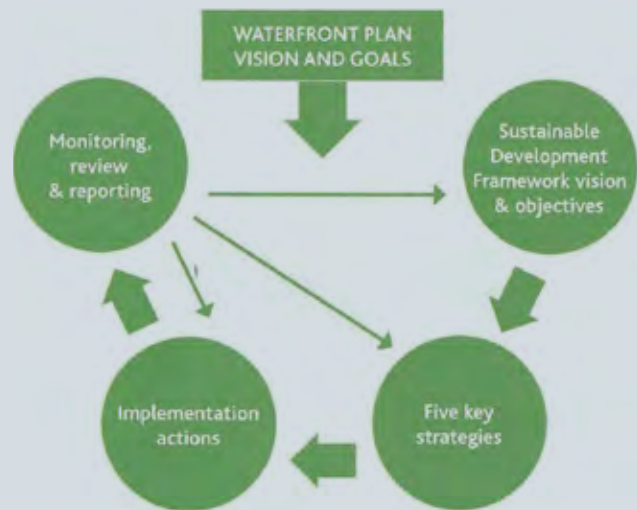 WATERFRONT PLAN
VISION AND GOALS
Monitoring,
review
& reporting
Sustainable
Development
Framework vision
& objectives
Implementation
actions
Five key
strategies